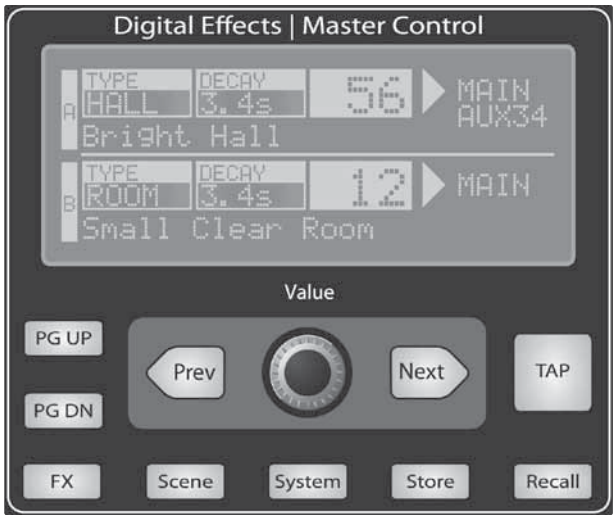 Digital Effects | Master Control
TYPE DECAY 56 MAIN
A HALL 3.4s AUX34
Bright Hall
TYPE DECAY 12 MAIN
B ROOM 3.4s
Small Clear Room
Value
PG UP
Prev Next TAP
PG DN
FX Scene System Store Recall